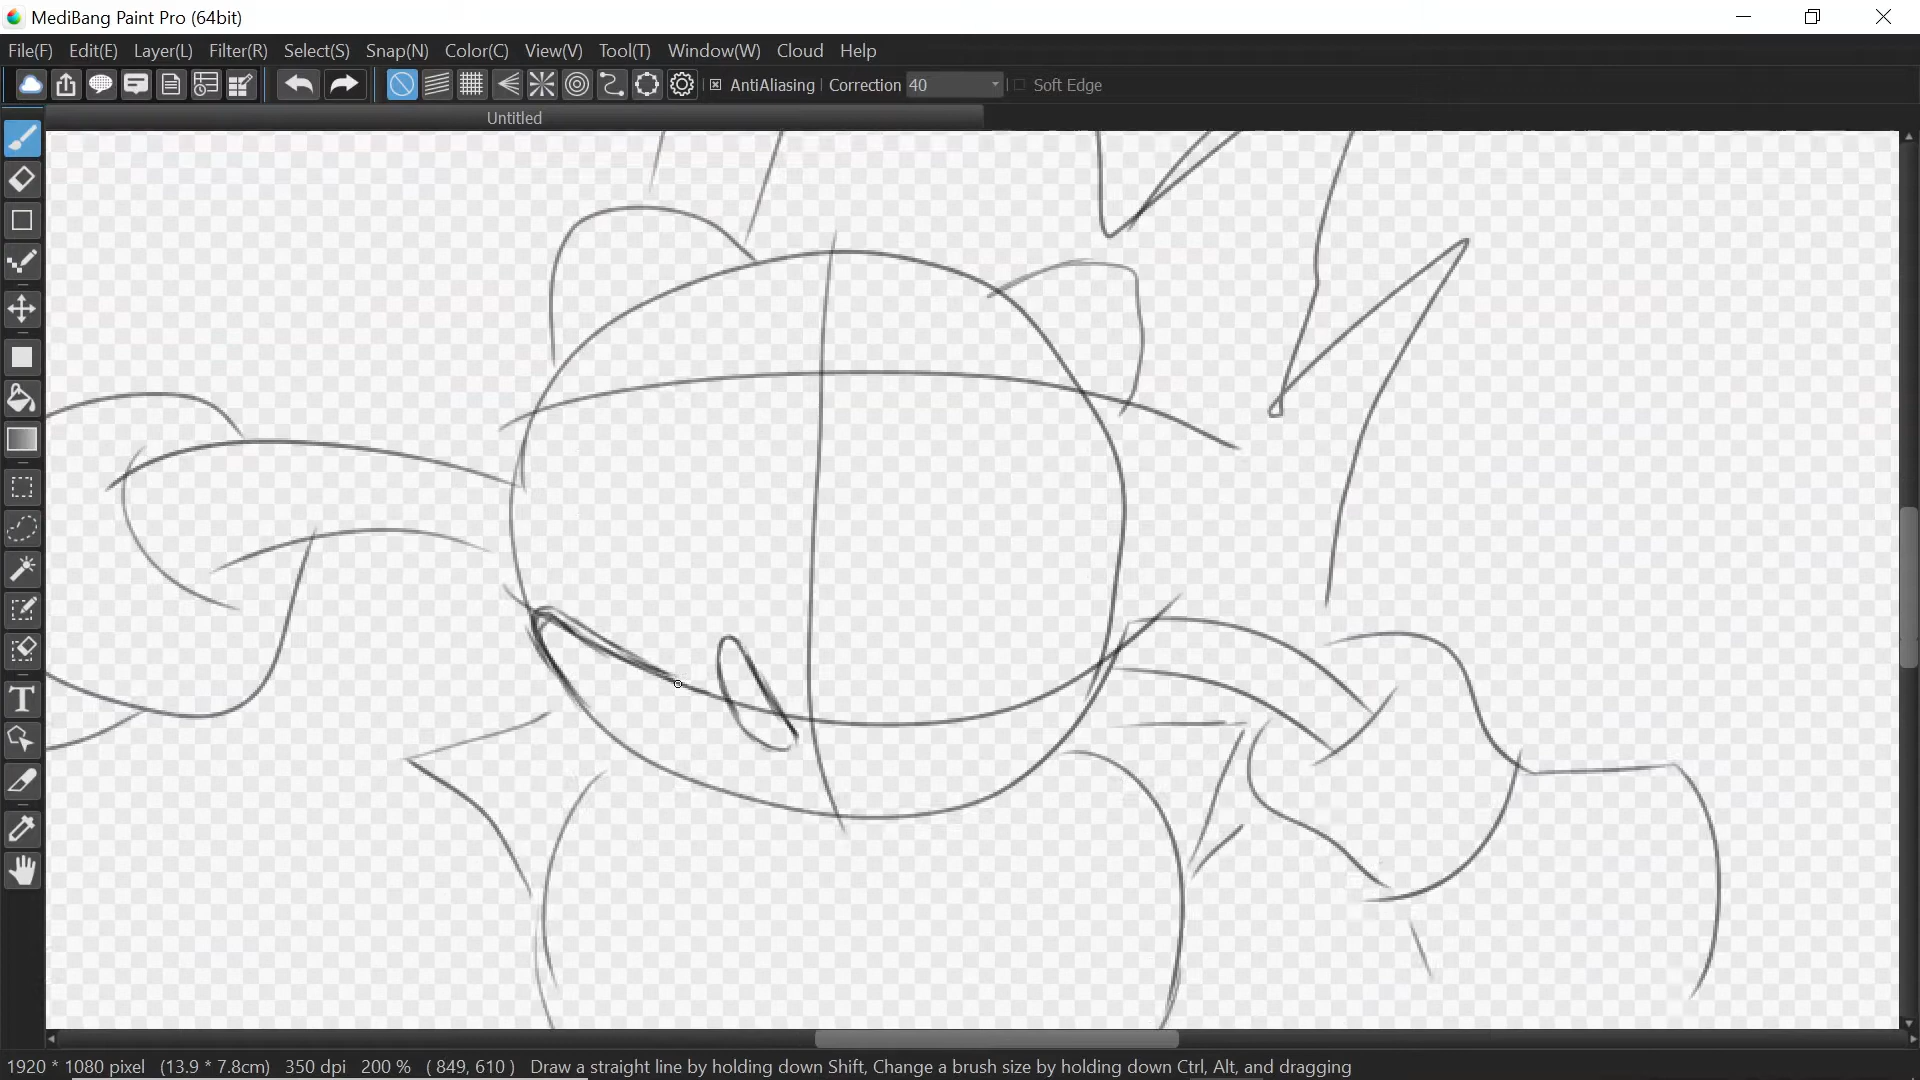 MediBang Paint Pro (64bit)
File(F) Edit(E) Layer(L) Filter(R) Select(S) Snap(N) Color(C) View(V) Tool(T) Window(W) Cloud Help
AntiAliasing Correction 40 Soft Edge
Untitled
T
1920 * 1080 pixel (13.9 * 7.8cm) 350 dpi 200 % ( 849, 610 ) Draw a straight line by holding down Shift, Change a brush size by holding down Ctrl, Alt, and dragging